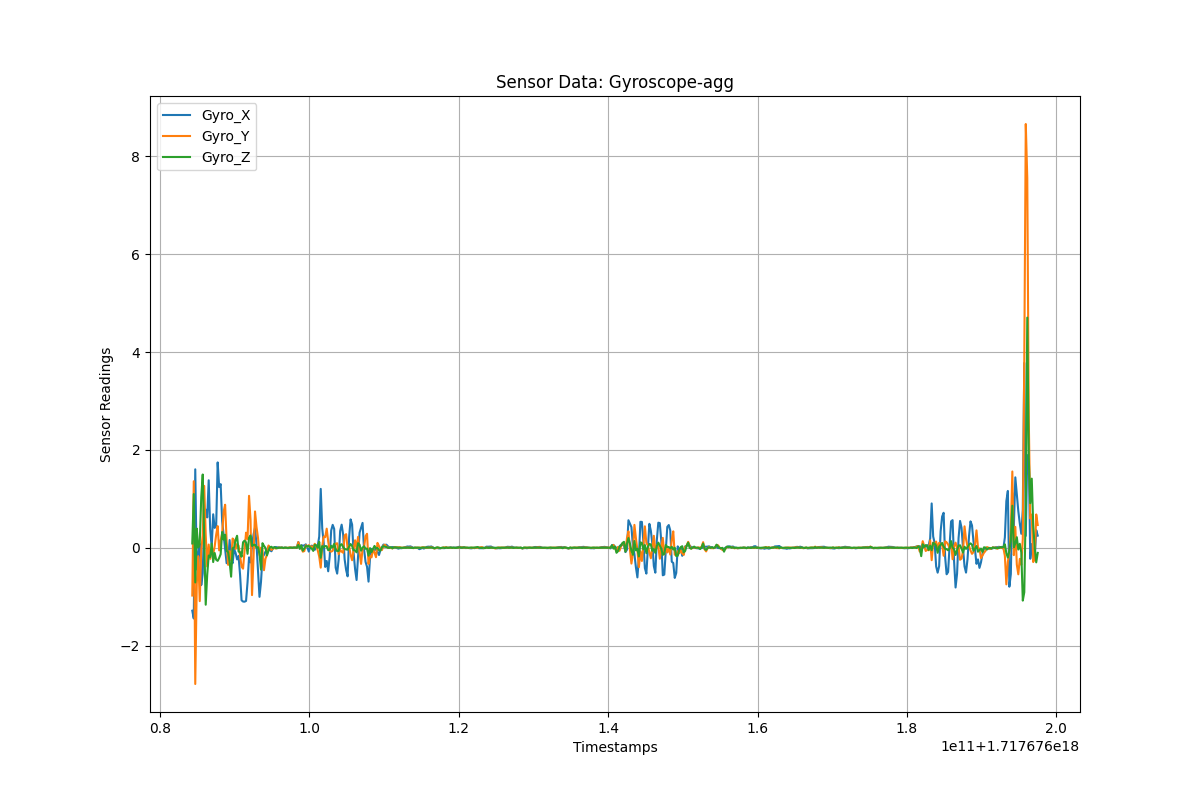 Sensor Data: Gyroscope-agg
Gyro_X
Gyro_Y
Gyro_Z
Sensor Readings
8
6
4
2
0
−2
0.8 1.0 1.2 1.4 1.6 1.8 2.0
Timestamps
1e11+1.717676e18